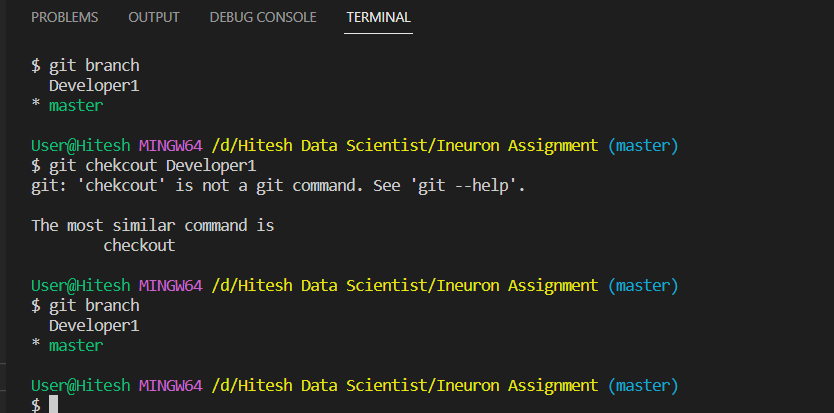 PROBLEMS OUTPUT DEBUG CONSOLE TERMINAL
$ git branch
  Developer1
* master
User@Hitesh MINGW64 /d/Hitesh Data Scientist/Ineuron Assignment (master)
$ git chekcout Developer1
git: 'chekcout' is not a git command. See 'git --help'.
The most similar command is
        checkout
User@Hitesh MINGW64 /d/Hitesh Data Scientist/Ineuron Assignment (master)
$ git branch
  Developer1
* master
User@Hitesh MINGW64 /d/Hitesh Data Scientist/Ineuron Assignment (master)
$